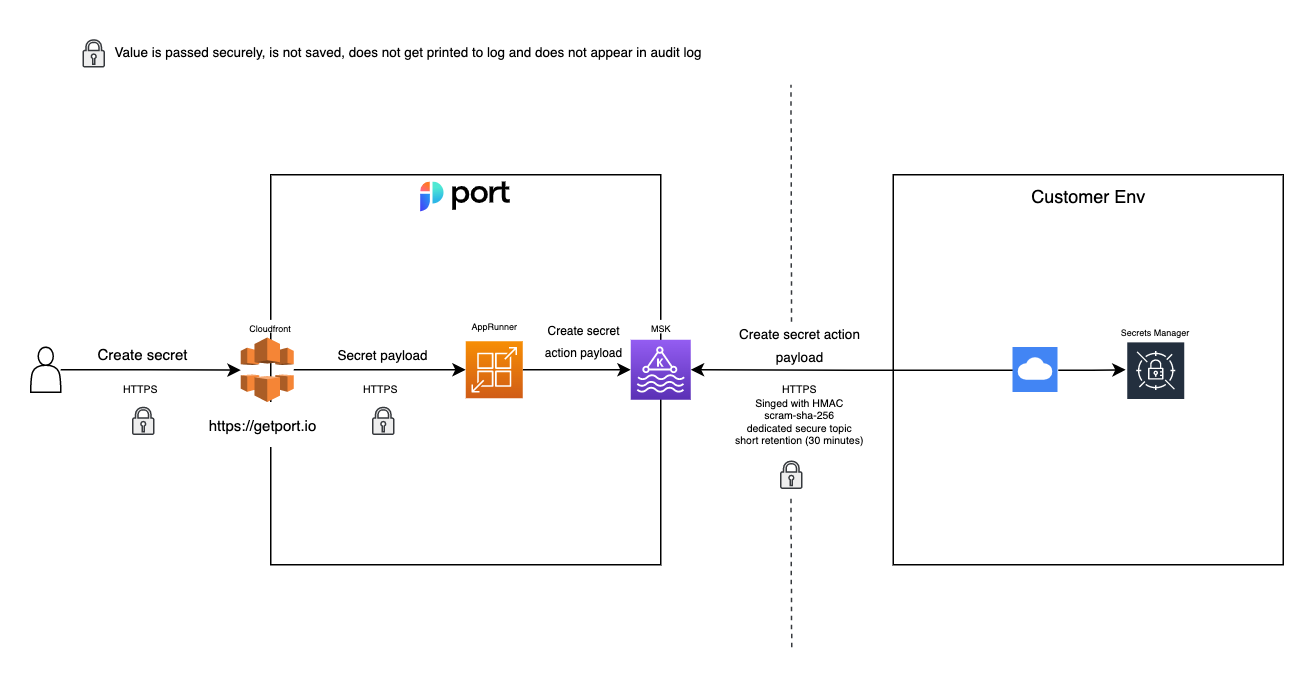 Value is passed securely, is not saved, does not get printed to log and does not appear in audit log
port
Customer Env
Create secret
HTTPS
Cloudfront
https://getport.io
Secret payload
HTTPS
AppRunner
Create secret
action payload
MSK
K
Create secret action
payload
HTTPS
Singed with HMAC
scram-sha-256
dedicated secure topic
short retention (30 minutes)
Secrets Manager